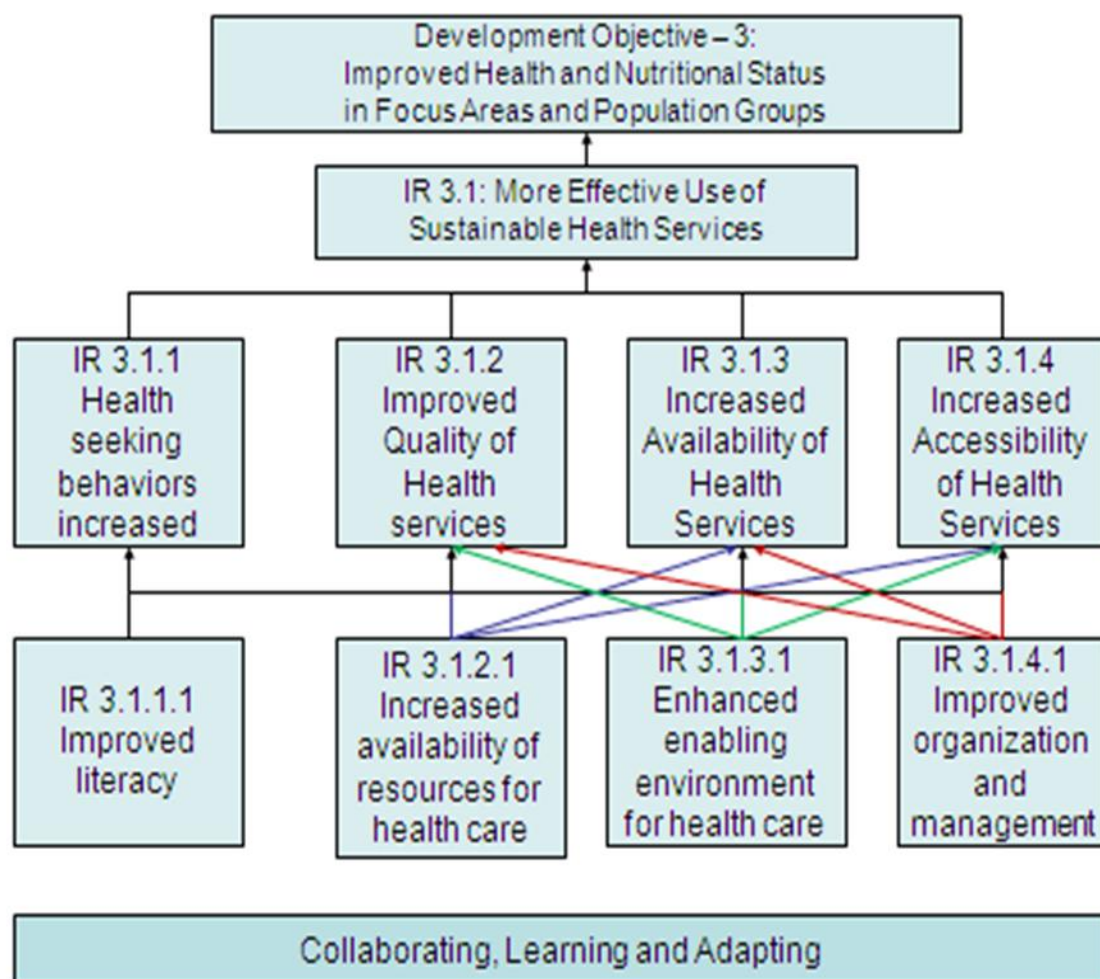 Development Objective – 3:
Improved Health and Nutritional Status
in Focus Areas and Population Groups
IR 3.1: More Effective Use of
Sustainable Health Services
IR 3.1.1
Health
seeking
behaviors
increased
IR 3.1.2
Improved
Quality of
Health
services
IR 3.1.3
Increased
Availability of
Health
Services
IR 3.1.4
Increased
Accessibility
of Health
Services
IR 3.1.1.1
Improved
literacy
IR 3.1.2.1
Increased
availability of
resources for
health care
IR 3.1.3.1
Enhanced
enabling
environment
for health care
IR 3.1.4.1
Improved
organization
and
management
Collaborating, Learning and Adapting